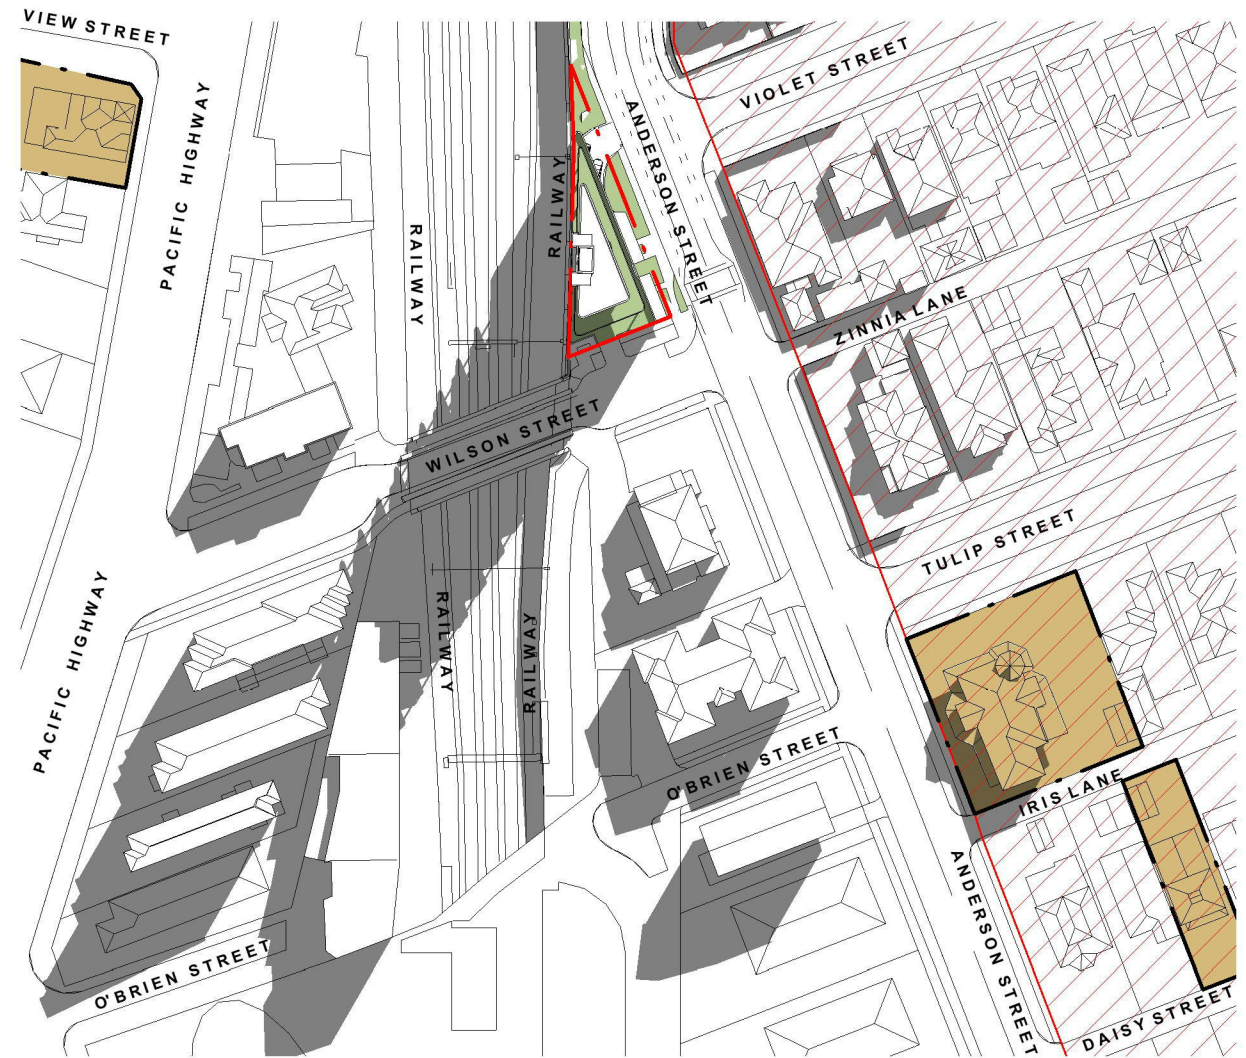 VIEW STREET
PACIFIC HIGHWAY
VIOLET STREET
ANDERSON STREET
RAILWAY
RAILWAY
ZINNIA LANE
WILSON STREET
TULIP STREET
PACIFIC HIGHWAY
RAILWAY
RAILWAY
O'BRIEN STREET
IRIS LANE
ANDERSON STREET
O'BRIEN STREET
DAISY STREET